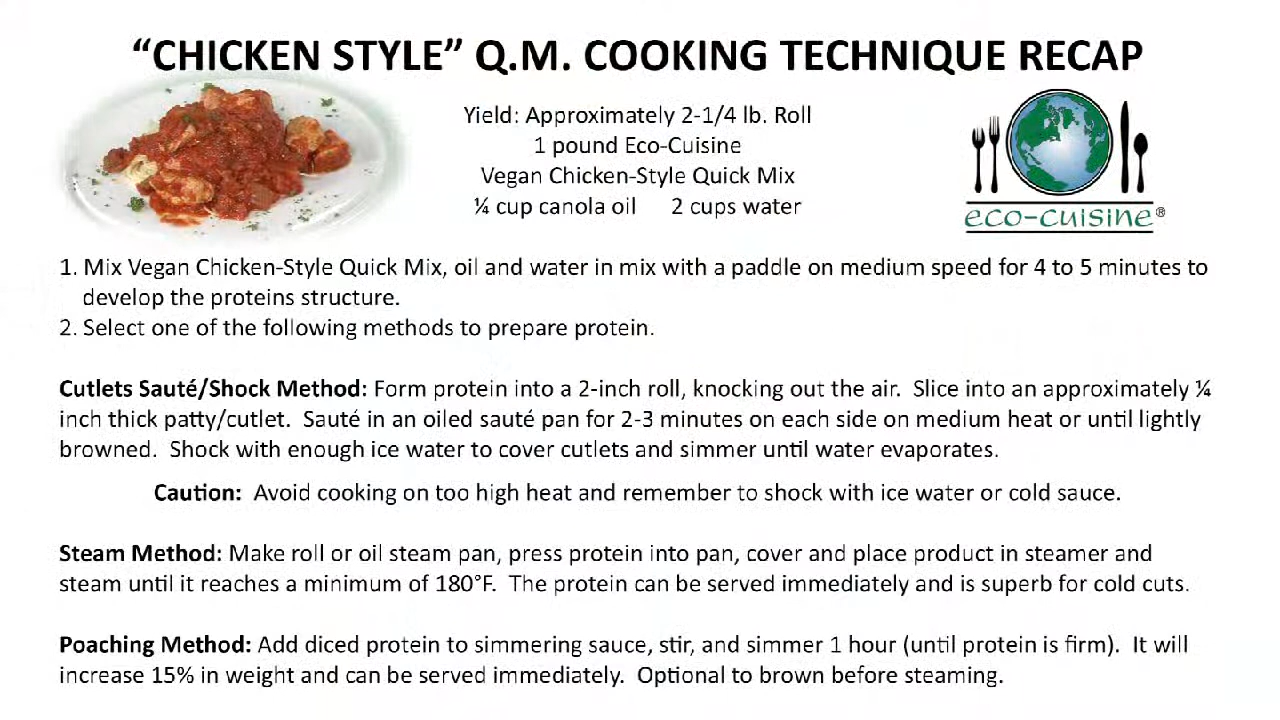 “CHICKEN STYLE” Q.M. COOKING TECHNIQUE RECAP
Yield: Approximately 2-1/4 lb. Roll
1 pound Eco-Cuisine
Vegan Chicken-Style Quick Mix
¼ cup canola oil 2 cups water
eco-cuisine®
1. Mix Vegan Chicken-Style Quick Mix, oil and water in mix with a paddle on medium speed for 4 to 5 minutes to
develop the proteins structure.
2. Select one of the following methods to prepare protein.
Cutlets Sauté/Shock Method: Form protein into a 2-inch roll, knocking out the air. Slice into an approximately ¼
inch thick patty/cutlet. Sauté in an oiled sauté pan for 2-3 minutes on each side on medium heat or until lightly
browned. Shock with enough ice water to cover cutlets and simmer until water evaporates.
Caution: Avoid cooking on too high heat and remember to shock with ice water or cold sauce.
Steam Method: Make roll or oil steam pan, press protein into pan, cover and place product in steamer and
steam until it reaches a minimum of 180°F. The protein can be served immediately and is superb for cold cuts.
Poaching Method: Add diced protein to simmering sauce, stir, and simmer 1 hour (until protein is firm). It will
increase 15% in weight and can be served immediately. Optional to brown before steaming.